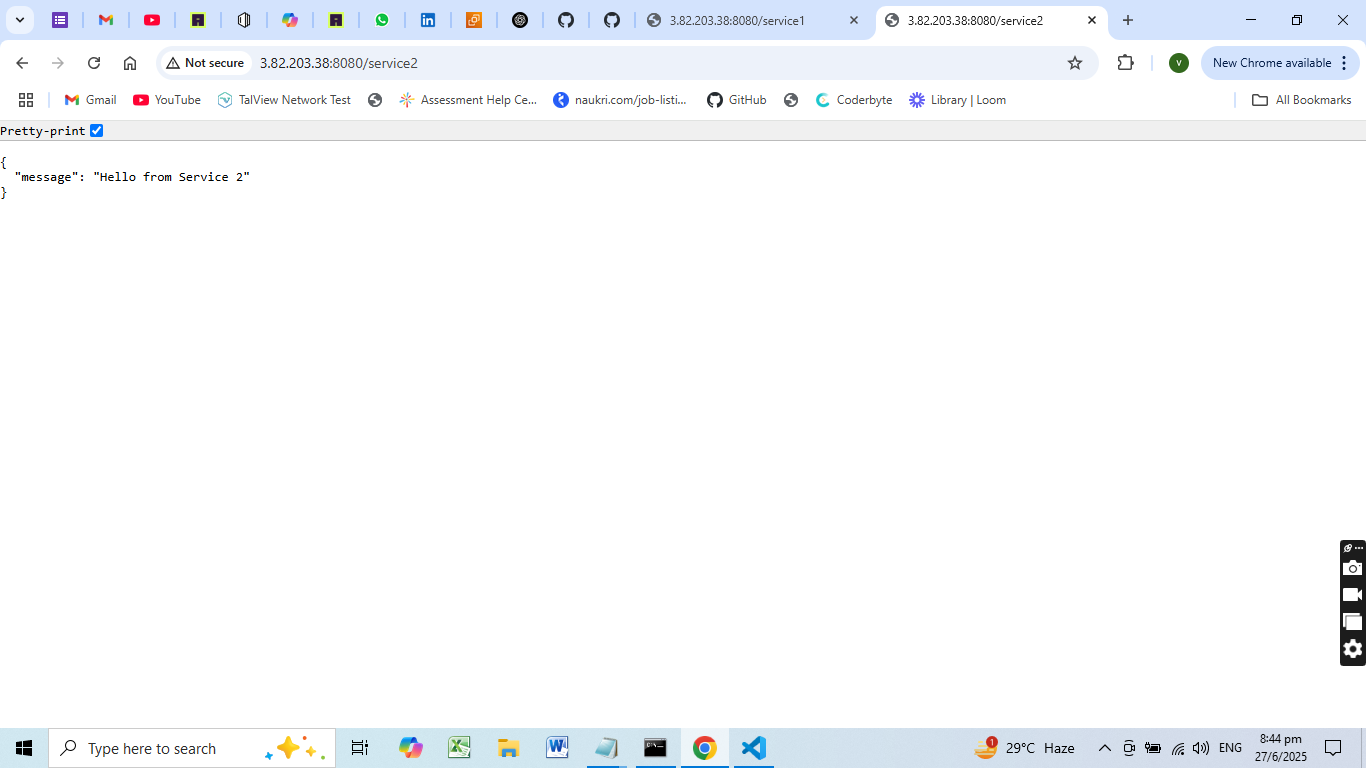 3.82.203.38:8080/service1
3.82.203.38:8080/service2
Not secure
3.82.203.38:8080/service2
V
New Chrome available
Gmail
YouTube
TalView Network Test
Assessment Help Ce...
naukri.com/job-listi...
GitHub
Coderbyte
Library | Loom
All Bookmarks
Pretty-print
{
"message": "Hello from Service 2"
}
Type here to search
1
29°C Haze
ENG
8:44 pm
27/6/2025